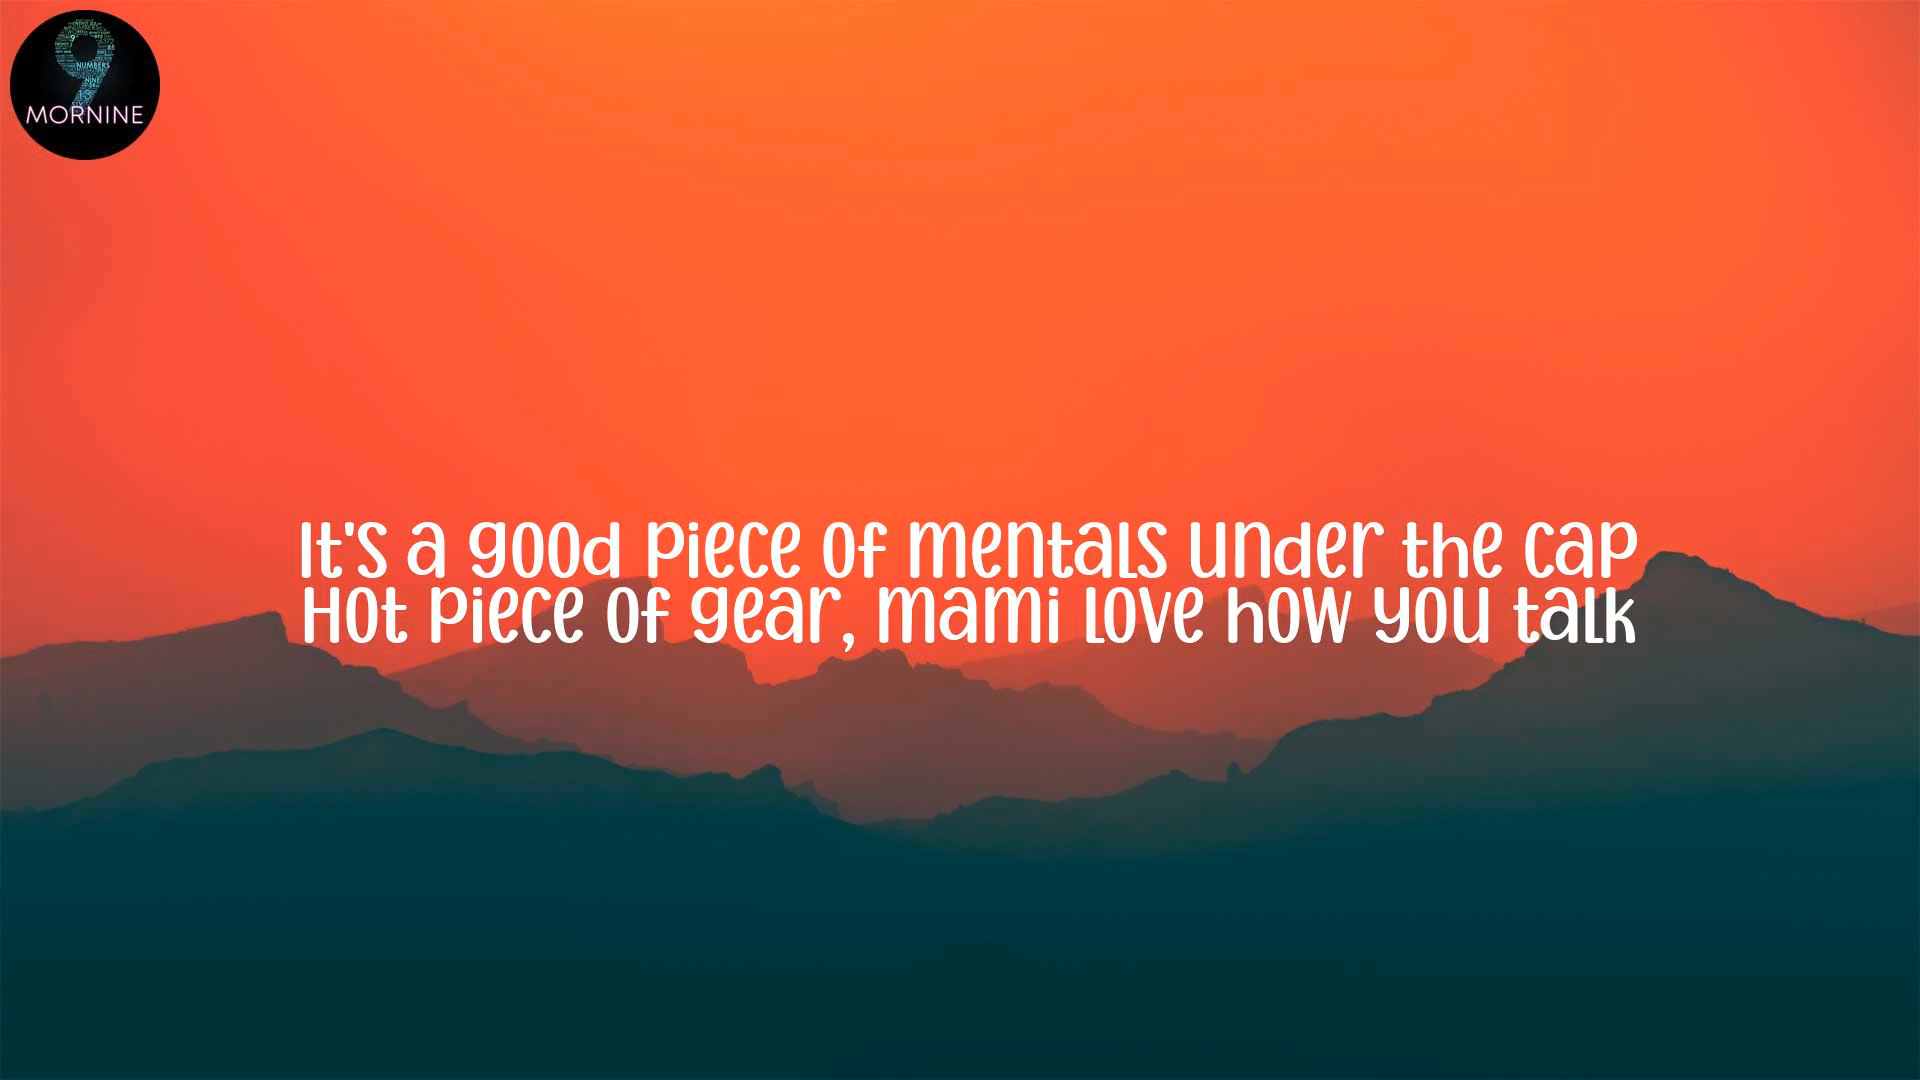 MORNINE
It's a good piece of mentals under the cap
Hot piece of gear, mami love how you talk